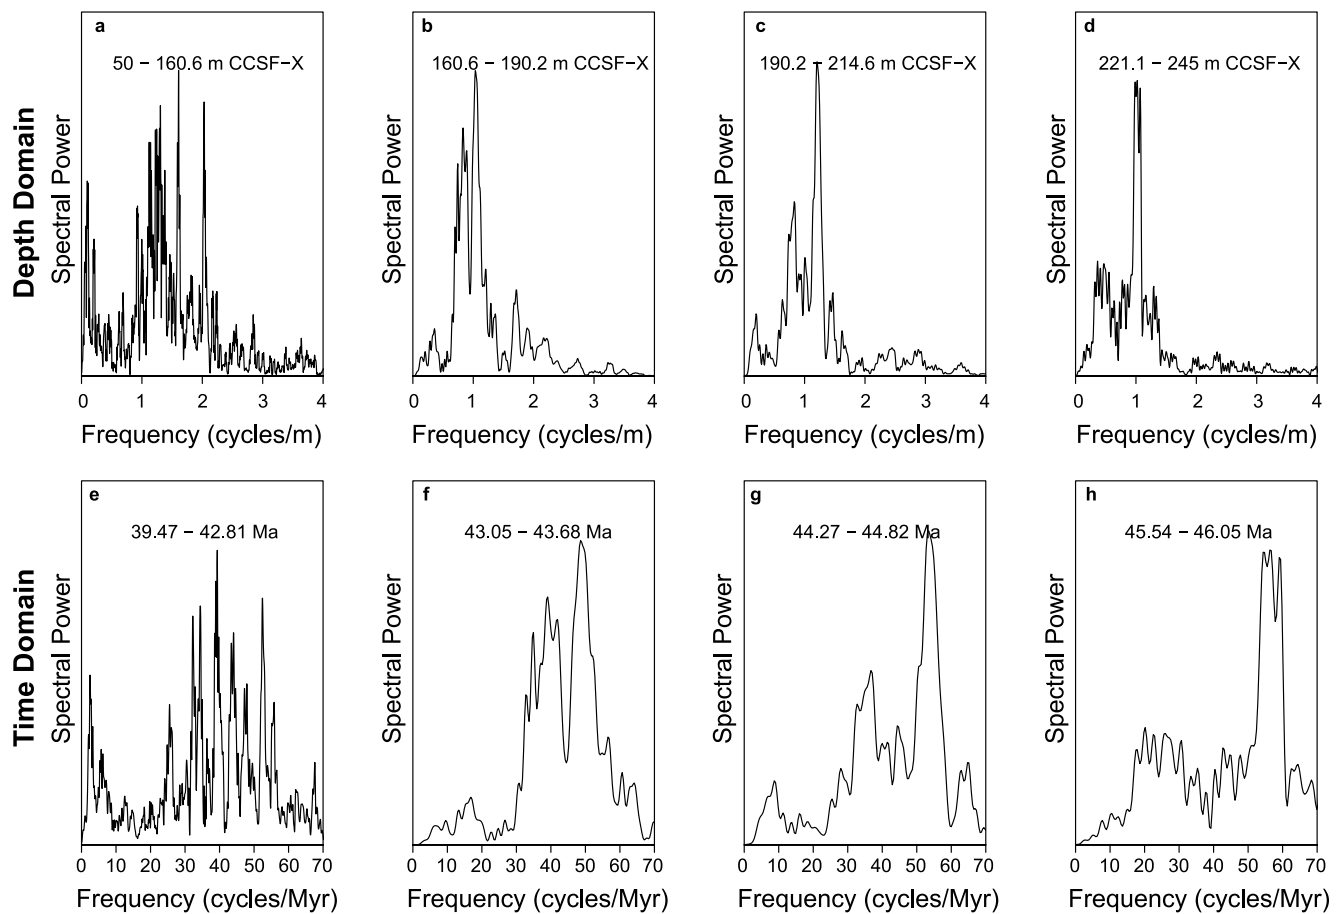 Depth Domain
a
50 − 160.6 m CCSF−X
Spectral Power
0 1 2 3 4
Frequency (cycles/m)
b
160.6 − 190.2 m CCSF−X
Spectral Power
0 1 2 3 4
Frequency (cycles/m)
c
190.2 − 214.6 m CCSF−X
Spectral Power
0 1 2 3 4
Frequency (cycles/m)
d
221.1 − 245 m CCSF−X
Spectral Power
0 1 2 3 4
Frequency (cycles/m)
Time Domain
e
39.47 − 42.81 Ma
Spectral Power
0 10 20 30 40 50 60 70
Frequency (cycles/Myr)
f
43.05 − 43.68 Ma
Spectral Power
0 10 20 30 40 50 60 70
Frequency (cycles/Myr)
g
44.27 − 44.82 Ma
Spectral Power
0 10 20 30 40 50 60 70
Frequency (cycles/Myr)
h
45.54 − 46.05 Ma
Spectral Power
0 10 20 30 40 50 60 70
Frequency (cycles/Myr)